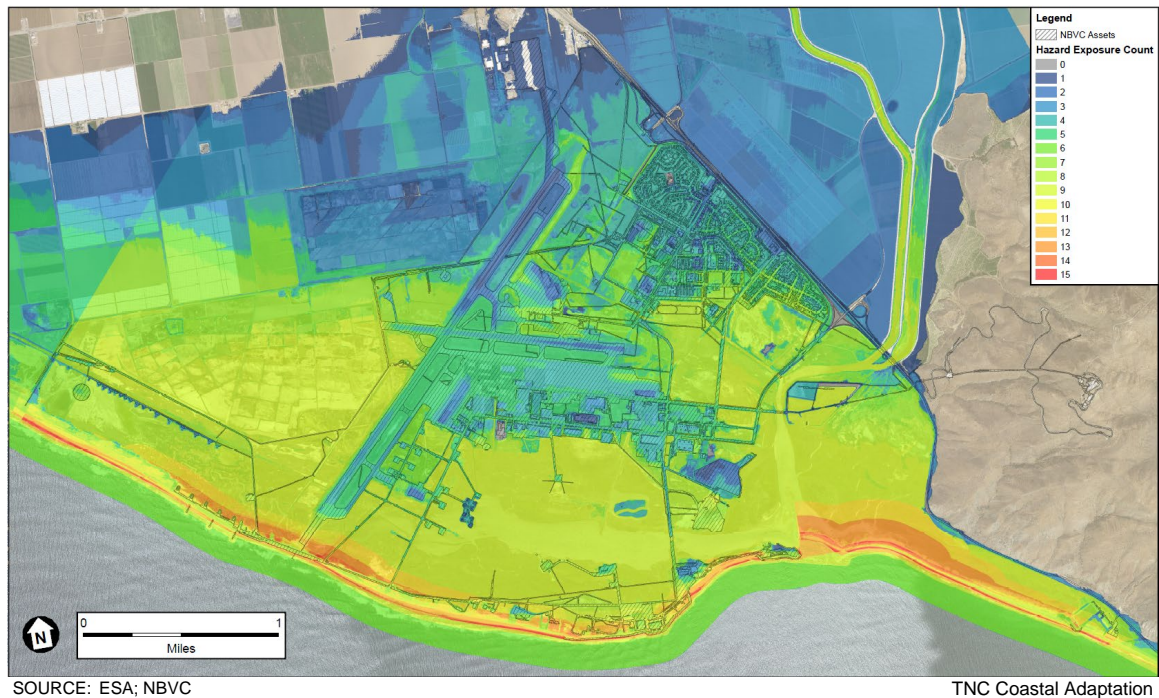 Legend
NBVC Assets
Hazard Exposure Count
0
1
2
3
4
5
6
7
8
9
10
11
12
13
14
15
N
0 1
Miles
SOURCE: ESA; NBVC
TNC Coastal Adaptation